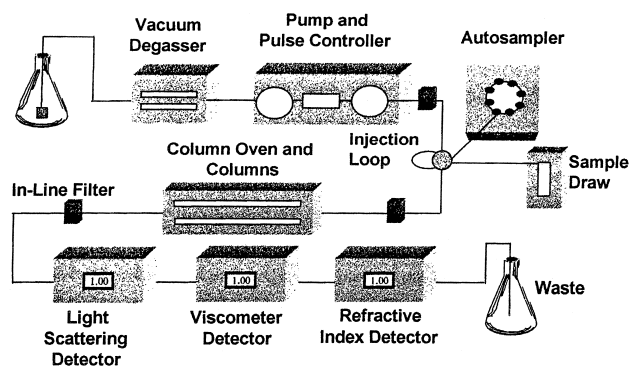 Vacuum
Degasser
Pump and
Pulse Controller
Autosampler
Injection
Loop
Sample
Draw
Column Oven and
Columns
In-Line Filter
1.00
1.00
1.00
Light
Scattering
Detector
Viscometer
Detector
Refractive
Index Detector
Waste